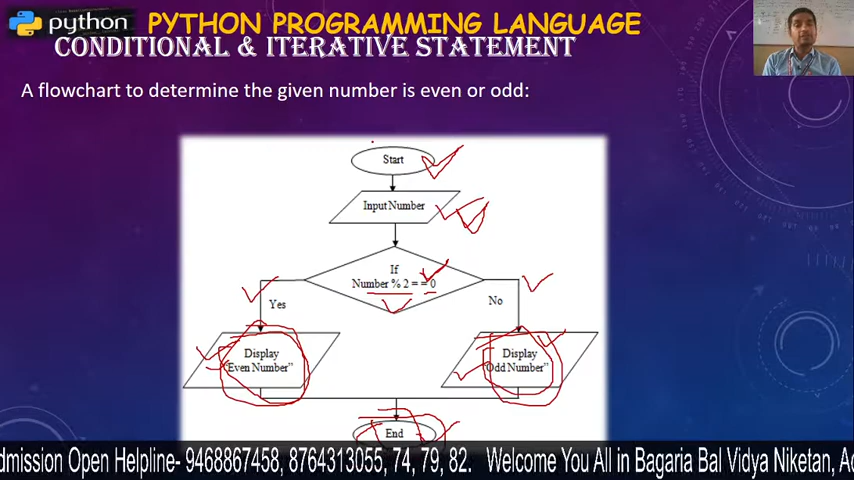 python PYTHON PROGRAMMING LANGUAGE
CONDITIONAL & ITERATIVE STATEMENT
A flowchart to determine the given number is even or odd:
Start
Input Number
If
Number % 2 = = 0
Yes
No
Display
"Even Number"
Display
"Odd Number"
End
dmission Open Helpline- 9468867458, 8764313055, 74, 79, 82. Welcome You All in Bagaria Bal Vidya Niketan, Ad